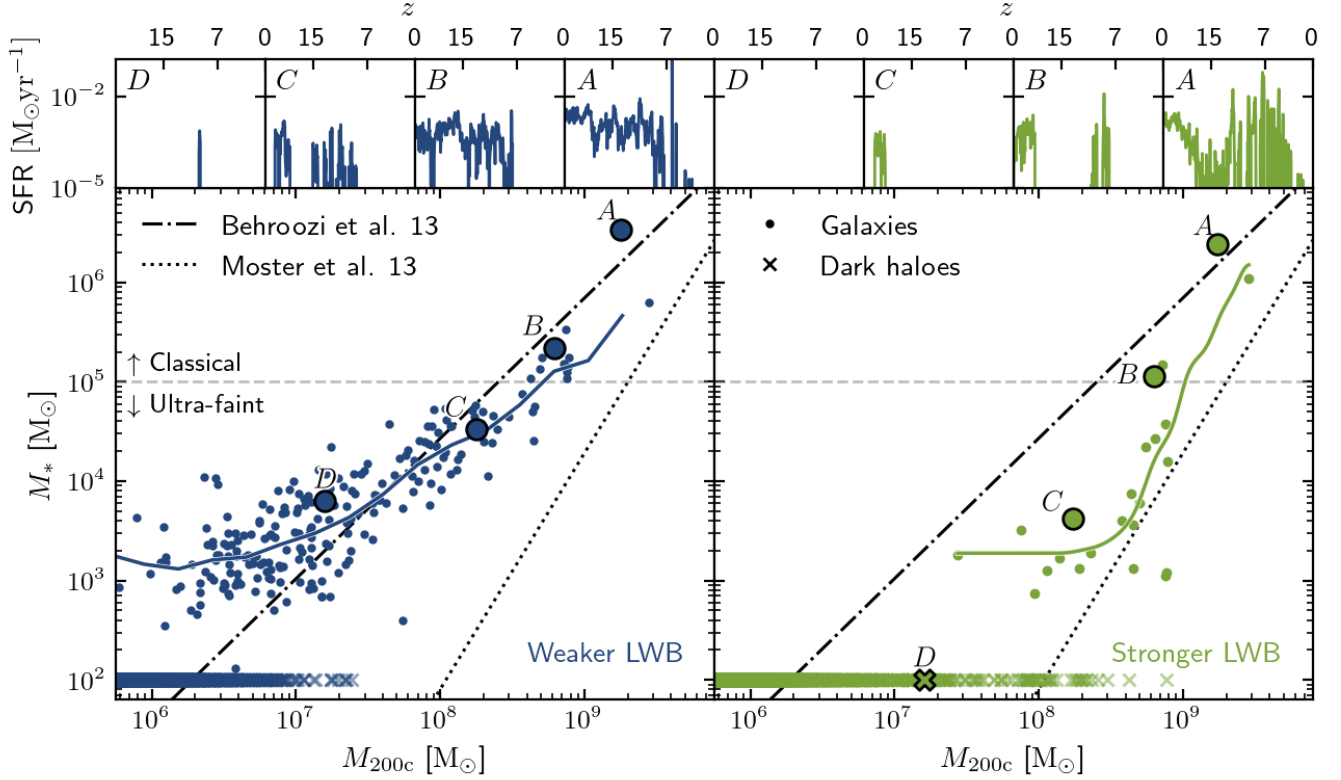 z z
15 7 0 15 7 0 15 7 0 15 7 0 15 7 0 15 7 0 15 7 0 15 7 0
SFR [M⊙yr⁻¹]
10⁻²
10⁻⁵
D C B A D C B A
Behroozi et al. 13
Moster et al. 13
Galaxies
Dark haloes
A
B
C
D
↑ Classical
↓ Ultra-faint
Weaker LWB
A
B
C
D
Stronger LWB
M* [M⊙]
10⁶
10⁵
10⁴
10³
10²
10⁶ 10⁷ 10⁸ 10⁹ 10⁶ 10⁷ 10⁸ 10⁹
M200c [M⊙] M200c [M⊙]